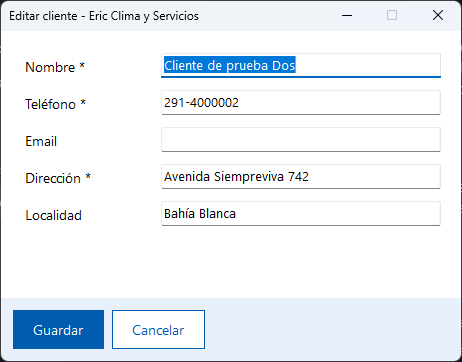 Editar cliente - Eric Clima y Servicios
Nombre * Cliente de prueba Dos
Teléfono * 291-4000002
Email
Dirección * Avenida Siempreviva 742
Localidad Bahía Blanca
Guardar Cancelar